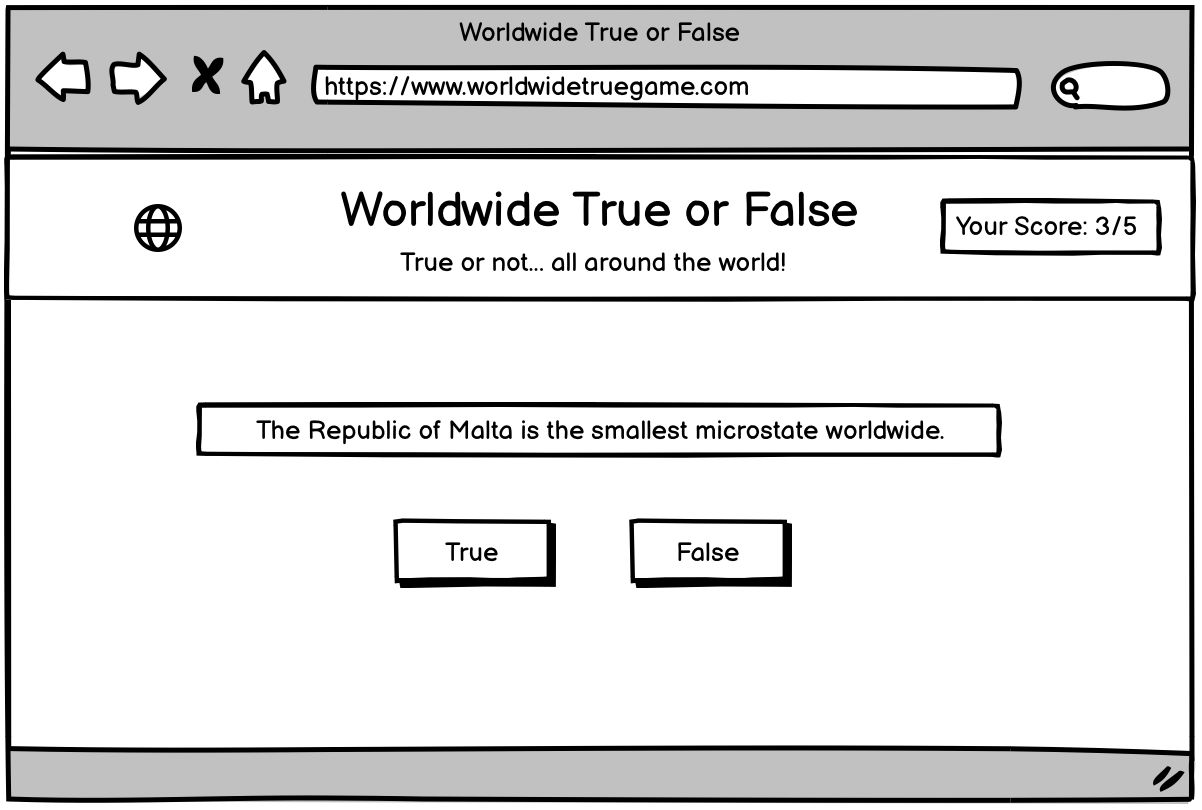 Worldwide True or False
https://www.worldwidetruegame.com
Worldwide True or False
True or not... all around the world!
Your Score: 3/5
The Republic of Malta is the smallest microstate worldwide.
True
False